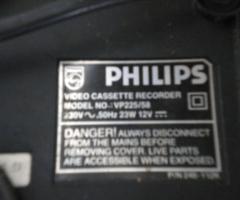 PHILIPS
VIDEO CASSETTE RECORDER
MODEL NO.: VP225/58
230V~, 50Hz 23W 12V
DANGER! ALWAYS DISCONNECT
FROM THE MAINS BEFORE
REMOVING COVER. LIVE PARTS
ARE ACCESSIBLE WHEN EXPOSED.
P/N